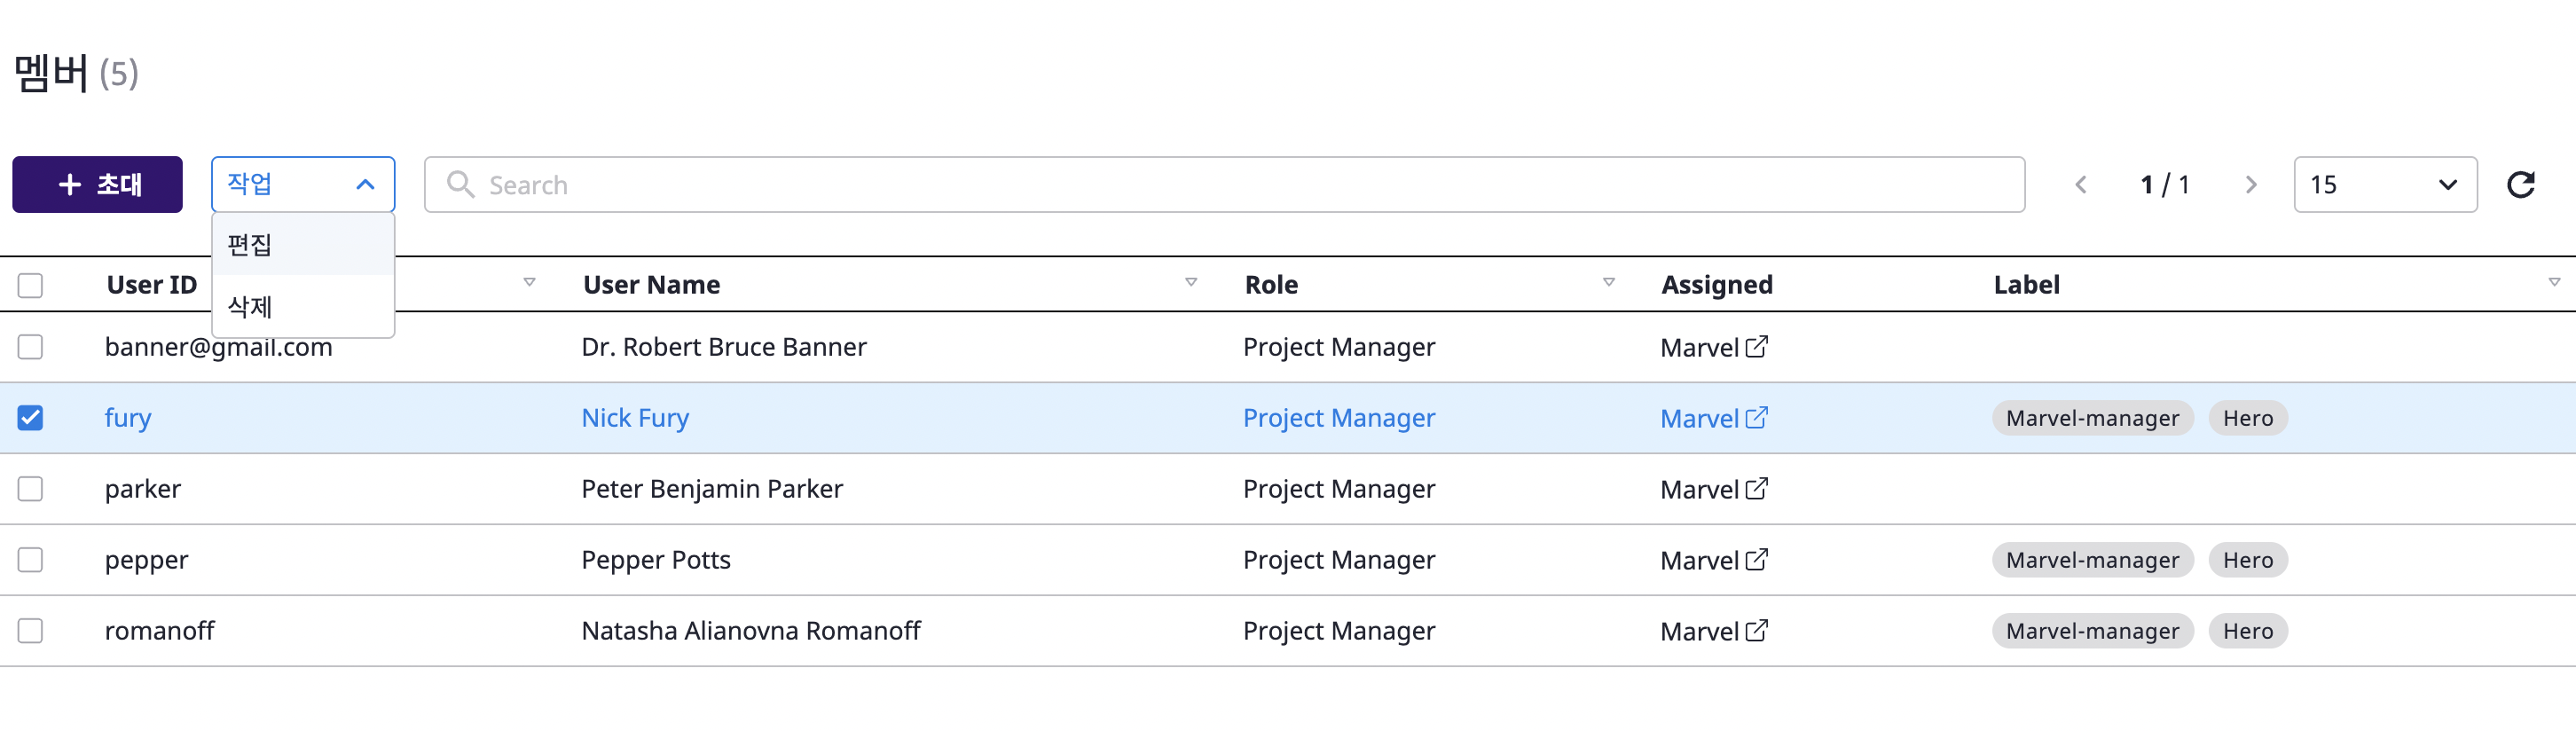 멤버 (5)
+ 초대 작업 Search 1 / 1 15
편집
삭제
User ID User Name Role Assigned Label
banner@gmail.com Dr. Robert Bruce Banner Project Manager Marvel
fury Nick Fury Project Manager Marvel Marvel-manager Hero
parker Peter Benjamin Parker Project Manager Marvel
pepper Pepper Potts Project Manager Marvel Marvel-manager Hero
romanoff Natasha Alianovna Romanoff Project Manager Marvel Marvel-manager Hero